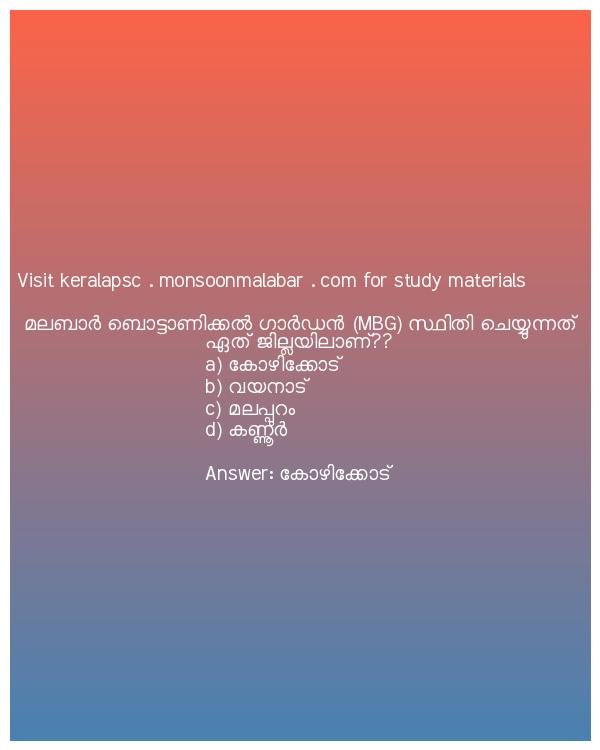 Visit keralapsc . monsoonmalabar . com for study materials
മലബാർ ബൊട്ടാണിക്കൽ ഗാർഡൻ (MBG) സ്ഥിതി ചെയ്യുന്നത്
ഏത് ജില്ലയിലാണ്??
a) കോഴിക്കോട്
b) വയനാട്
c) മലപ്പുറം
d) കണ്ണൂർ
Answer: കോഴിക്കോട്